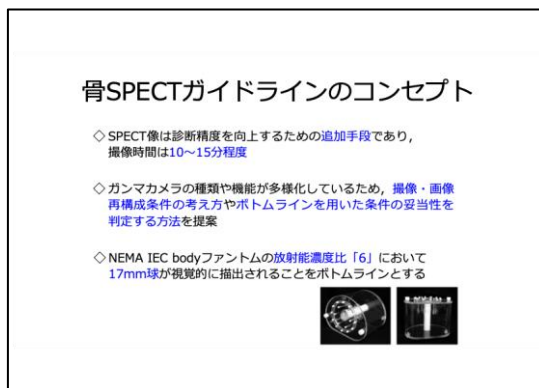 骨SPECTガイドラインのコンセプト
◇SPECT像は診断精度を向上するための追加手段であり，
撮像時間は10～15分程度
◇ガンマカメラの種類や機能が多様化しているため，撮像・画像
再構成条件の考え方やボトムラインを用いた条件の妥当性を
判定する方法を提案
◇NEMA IEC bodyファントムの放射能濃度比「6」において
17mm球が視覚的に描出されることをボトムラインとする